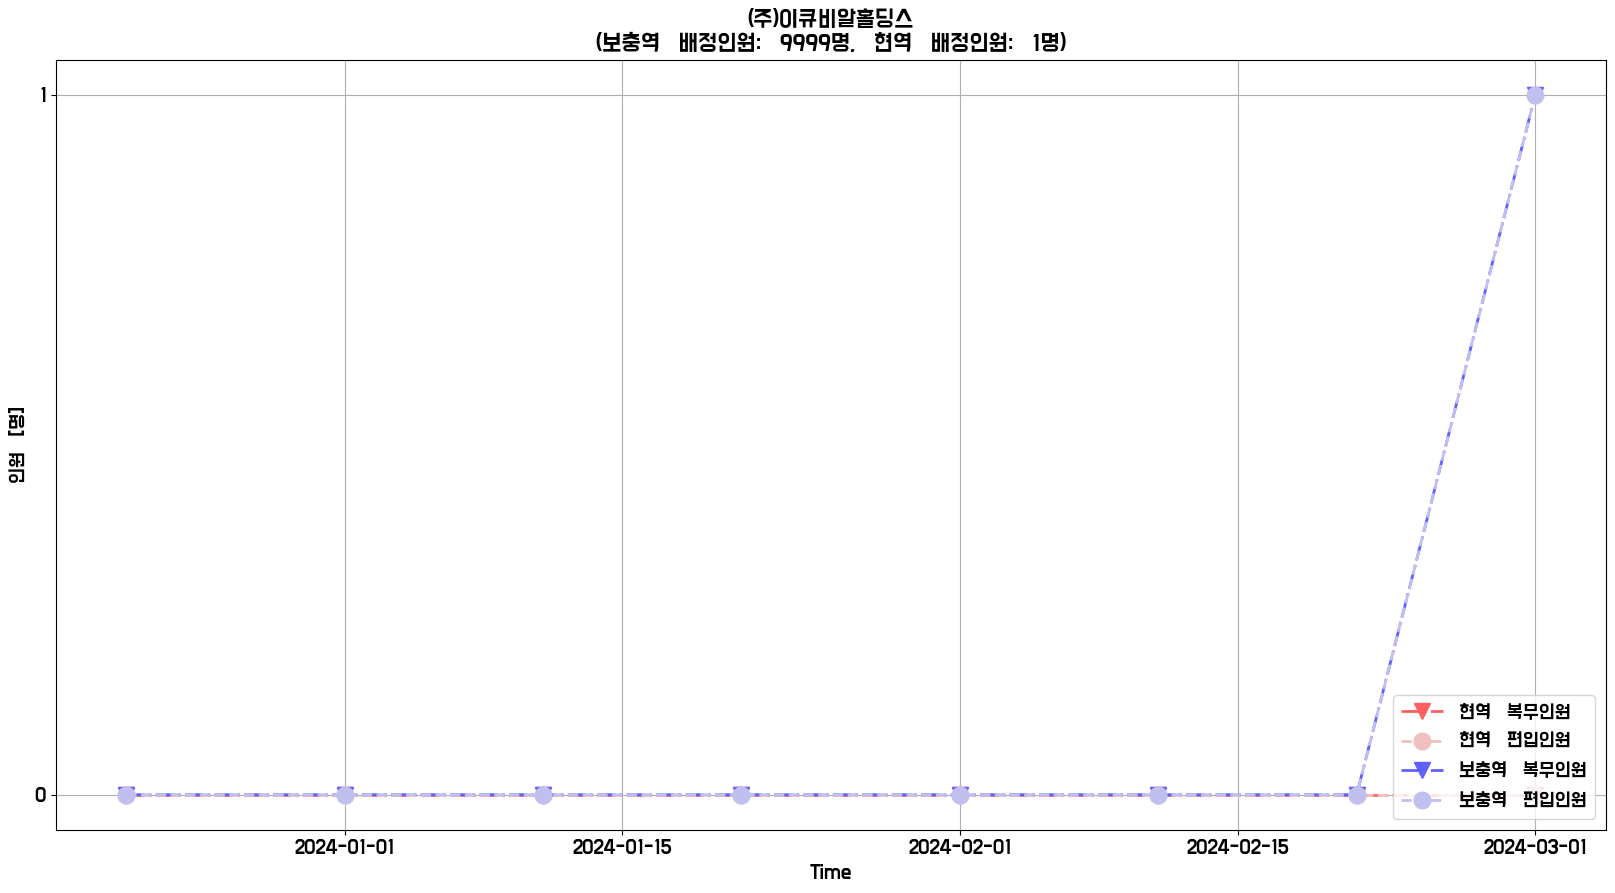 (주)이큐비알홀딩스
(보충역 배정인원: 9999명, 현역 배정인원: 1명)
1
인원 [명]
0
현역 복무인원
현역 편입인원
보충역 복무인원
보충역 편입인원
2024-01-01 2024-01-15 2024-02-01 2024-02-15 2024-03-01
Time